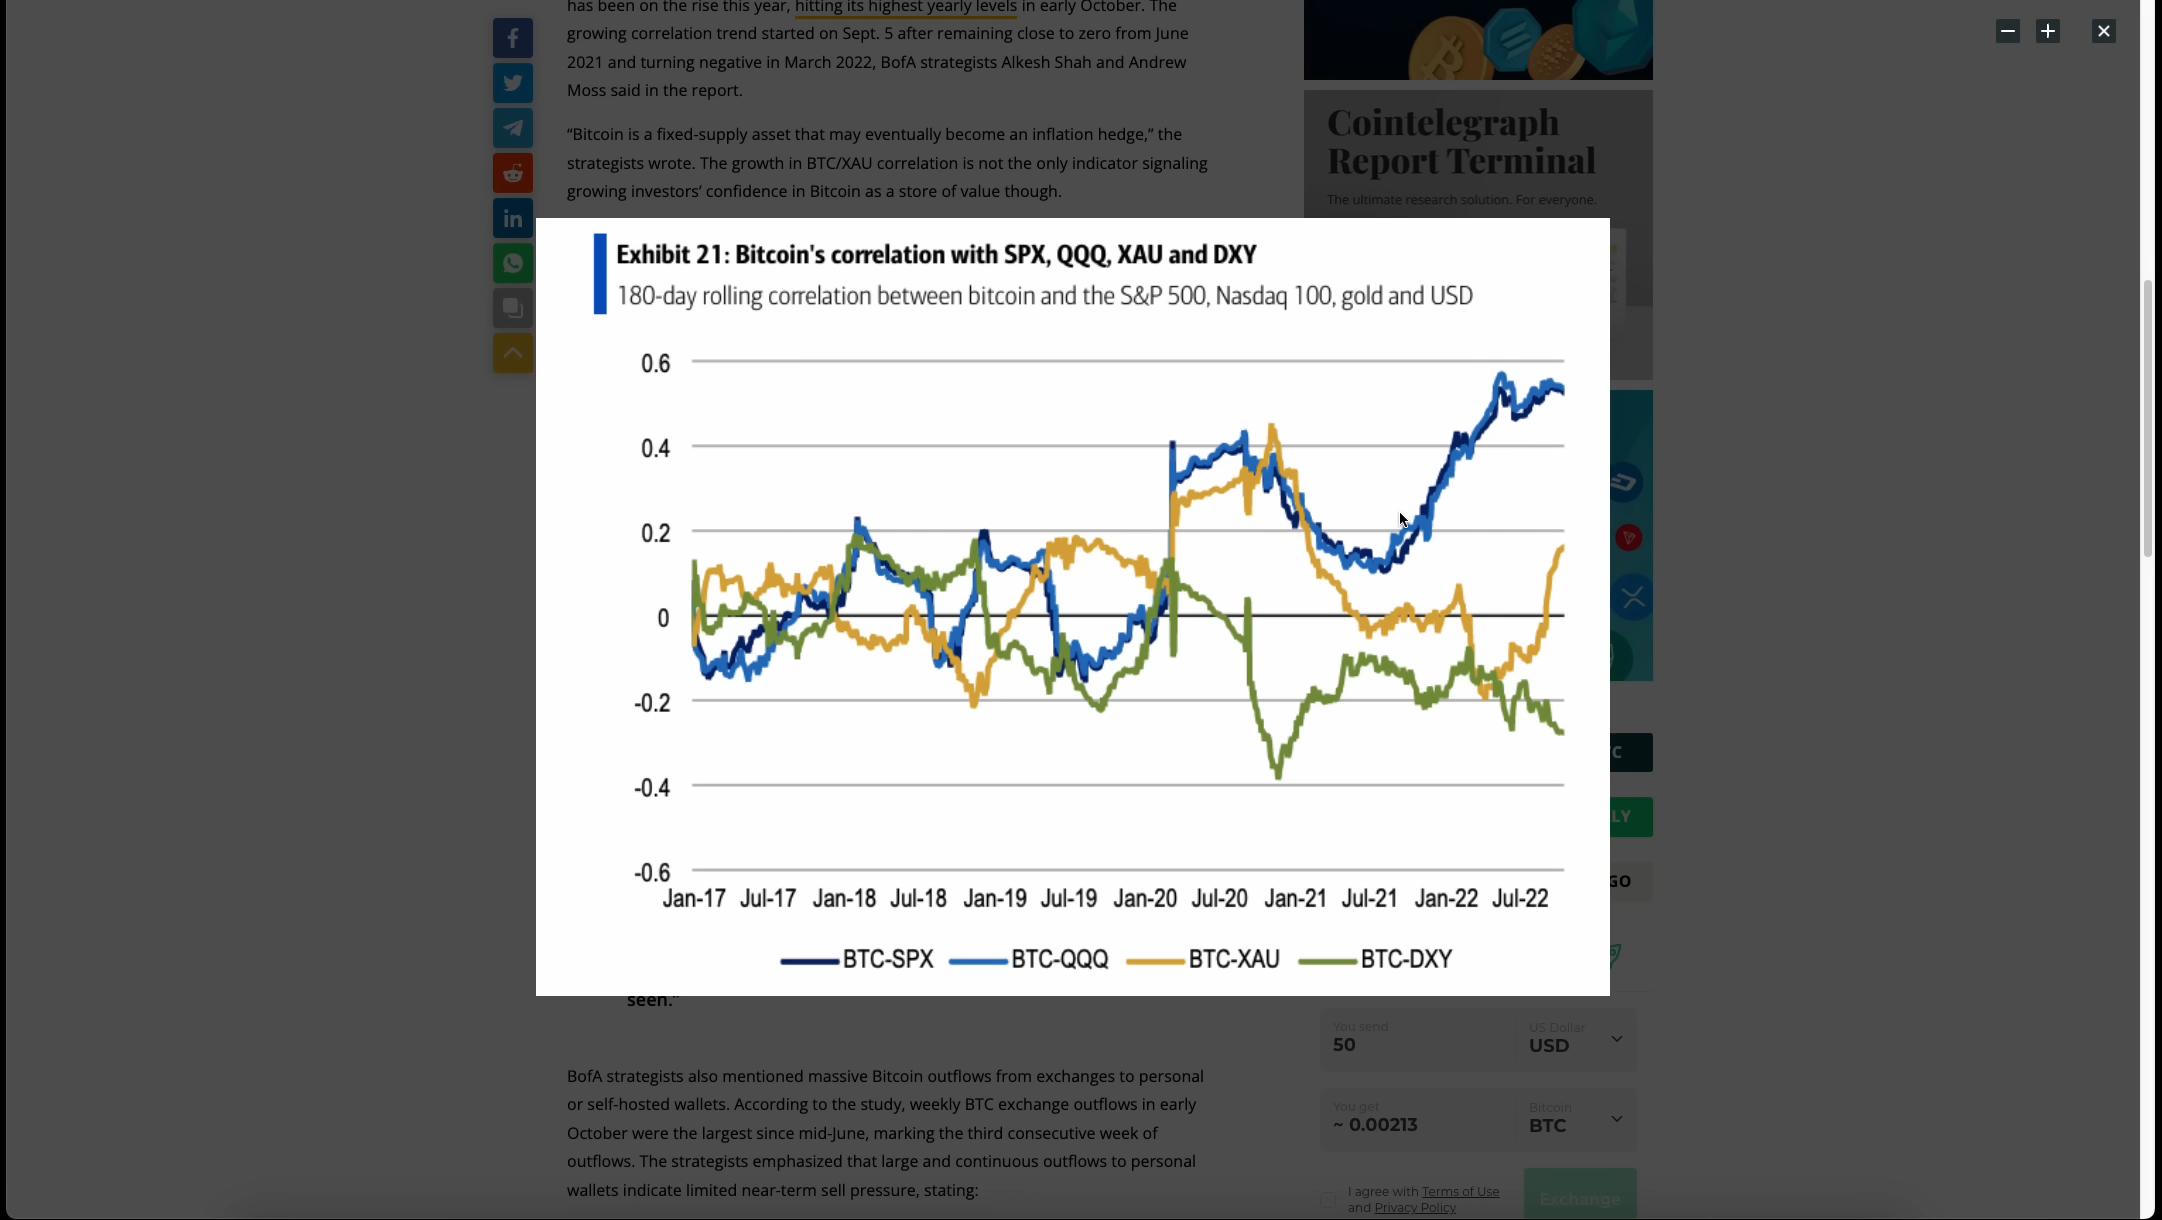 has been on the rise this year, hitting its highest yearly levels in early October. The
growing correlation trend started on Sept. 5 after remaining close to zero from June
2021 and turning negative in March 2022, BofA strategists Alkesh Shah and Andrew
Moss said in the report.
“Bitcoin is a fixed-supply asset that may eventually become an inflation hedge,” the
strategists wrote. The growth in BTC/XAU correlation is not the only indicator signaling
growing investors’ confidence in Bitcoin as a store of value though.
Cointelegraph
Report Terminal
The ultimate research solution. For everyone.
Exhibit 21: Bitcoin's correlation with SPX, QQQ, XAU and DXY
180-day rolling correlation between bitcoin and the S&P 500, Nasdaq 100, gold and USD
0.6
0.4
0.2
0
-0.2
-0.4
-0.6
Jan-17 Jul-17 Jan-18 Jul-18 Jan-19 Jul-19 Jan-20 Jul-20 Jan-21 Jul-21 Jan-22 Jul-22
BTC-SPX BTC-QQQ BTC-XAU BTC-DXY
LY
GO
seen.”
You send
50
US Dollar
USD
You get
~ 0.00213
Bitcoin
BTC
I agree with Terms of Use
and Privacy Policy
Exchange
BofA strategists also mentioned massive Bitcoin outflows from exchanges to personal
or self-hosted wallets. According to the study, weekly BTC exchange outflows in early
October were the largest since mid-June, marking the third consecutive week of
outflows. The strategists emphasized that large and continuous outflows to personal
wallets indicate limited near-term sell pressure, stating: